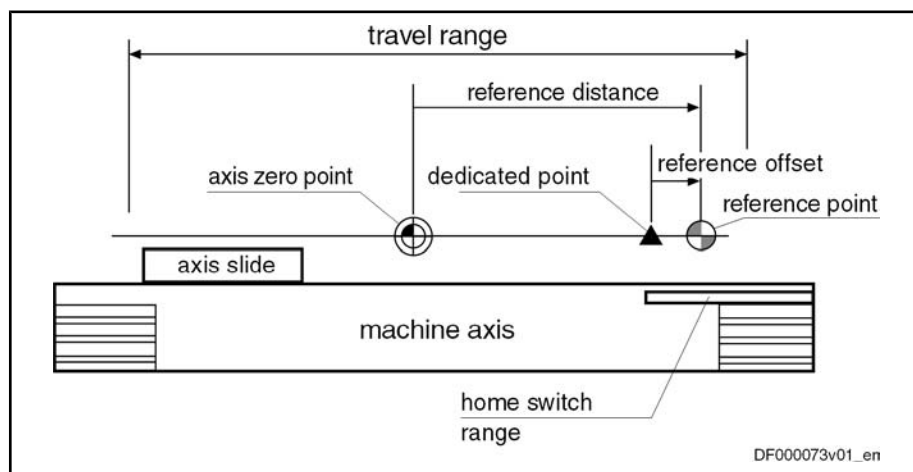 travel range
reference distance
axis zero point
dedicated point
reference offset
reference point
axis slide
machine axis
home switch
range
DF000073v01_en